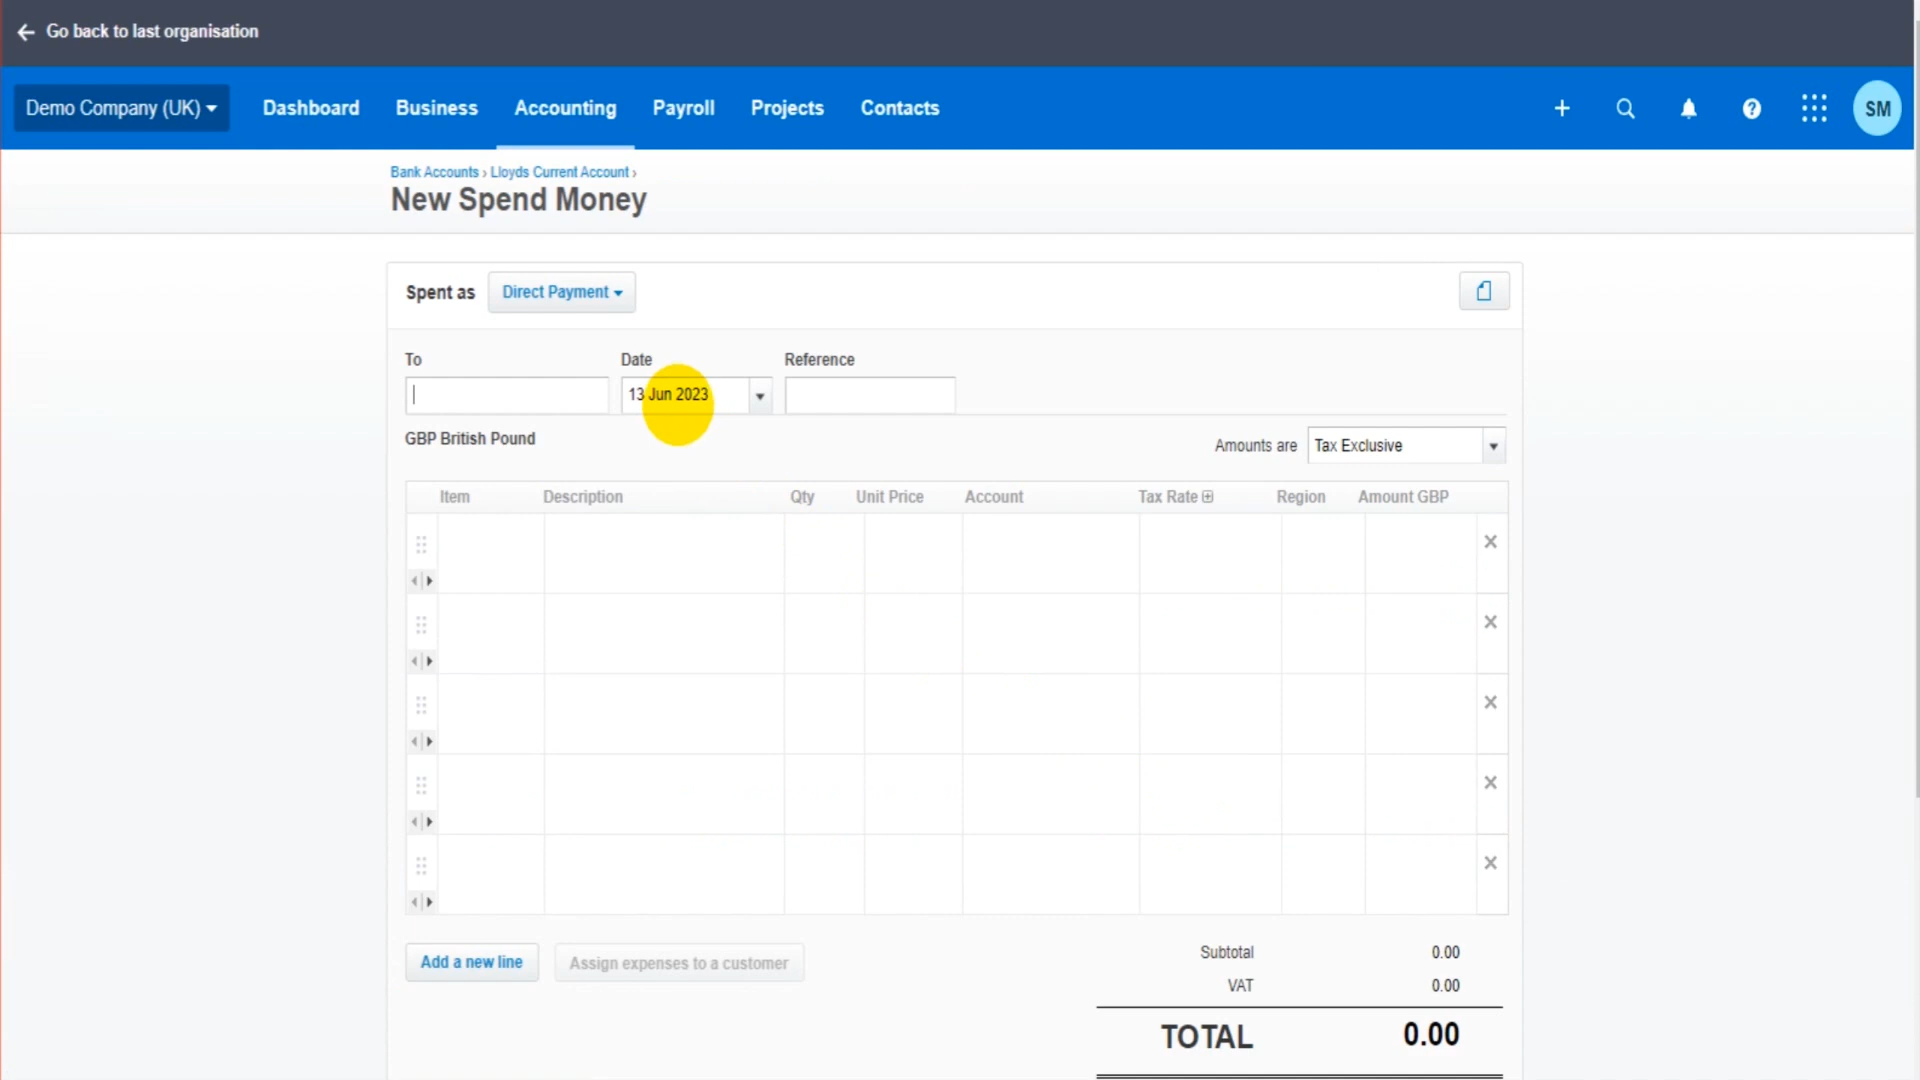 Go back to last organisation
Demo Company (UK) Dashboard Business Accounting Payroll Projects Contacts SM
Bank Accounts › Lloyds Current Account ›
New Spend Money
Spent as Direct Payment
To Date Reference
13 Jun 2023
GBP British Pound
Amounts are Tax Exclusive
Item Description Qty Unit Price Account Tax Rate Region Amount GBP
Add a new line Assign expenses to a customer
Subtotal 0.00
VAT 0.00
TOTAL 0.00